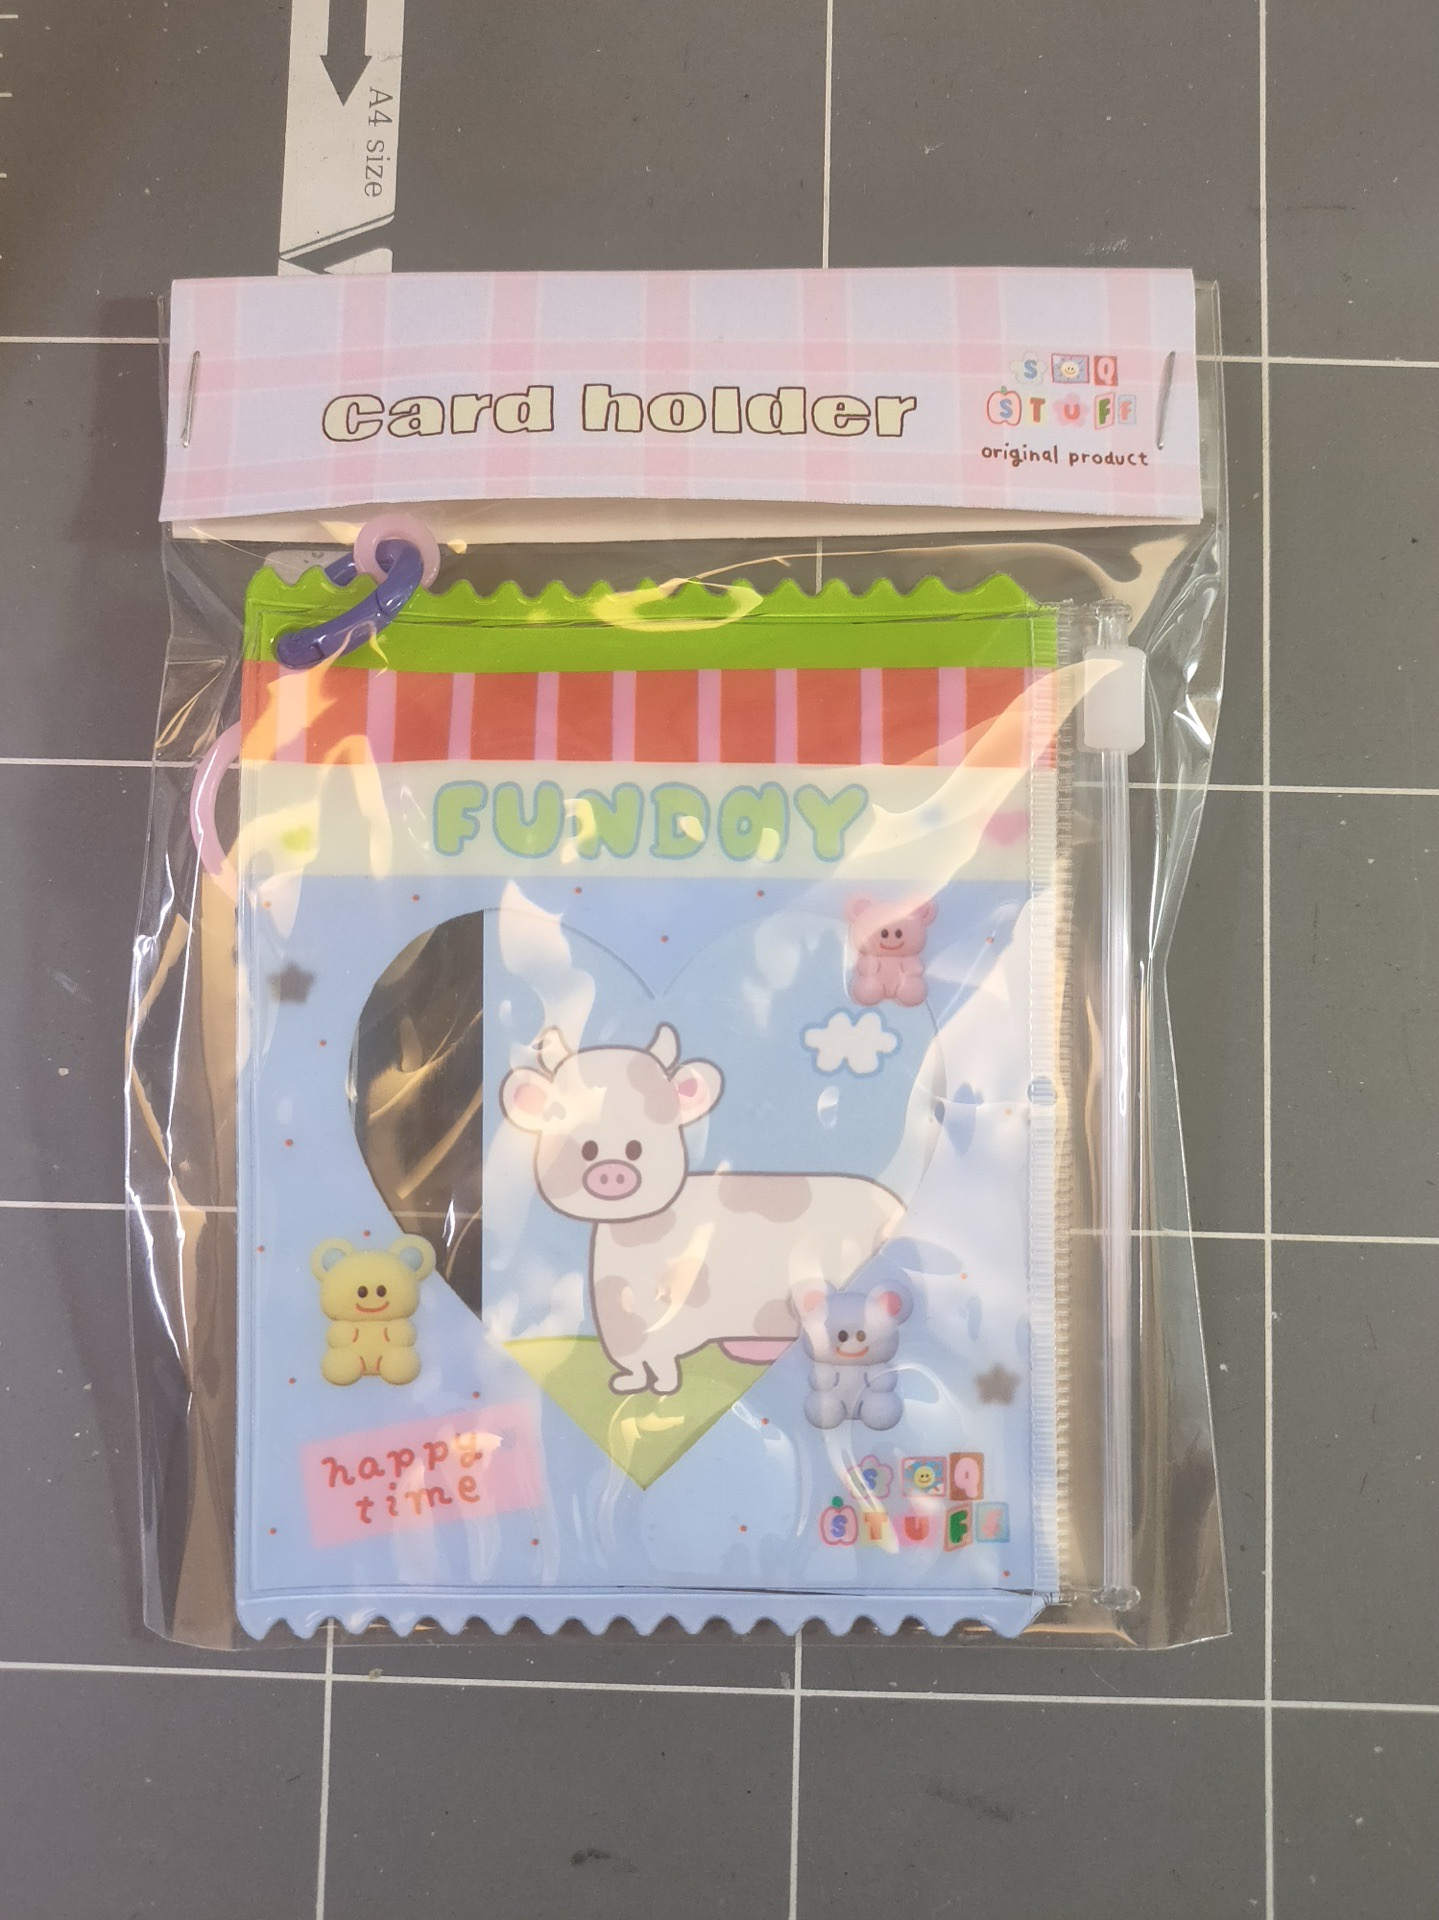 A4 size
card holder
SOQ
STUFF
original product
FUNDAY
happy
time
SOQ
STUFF